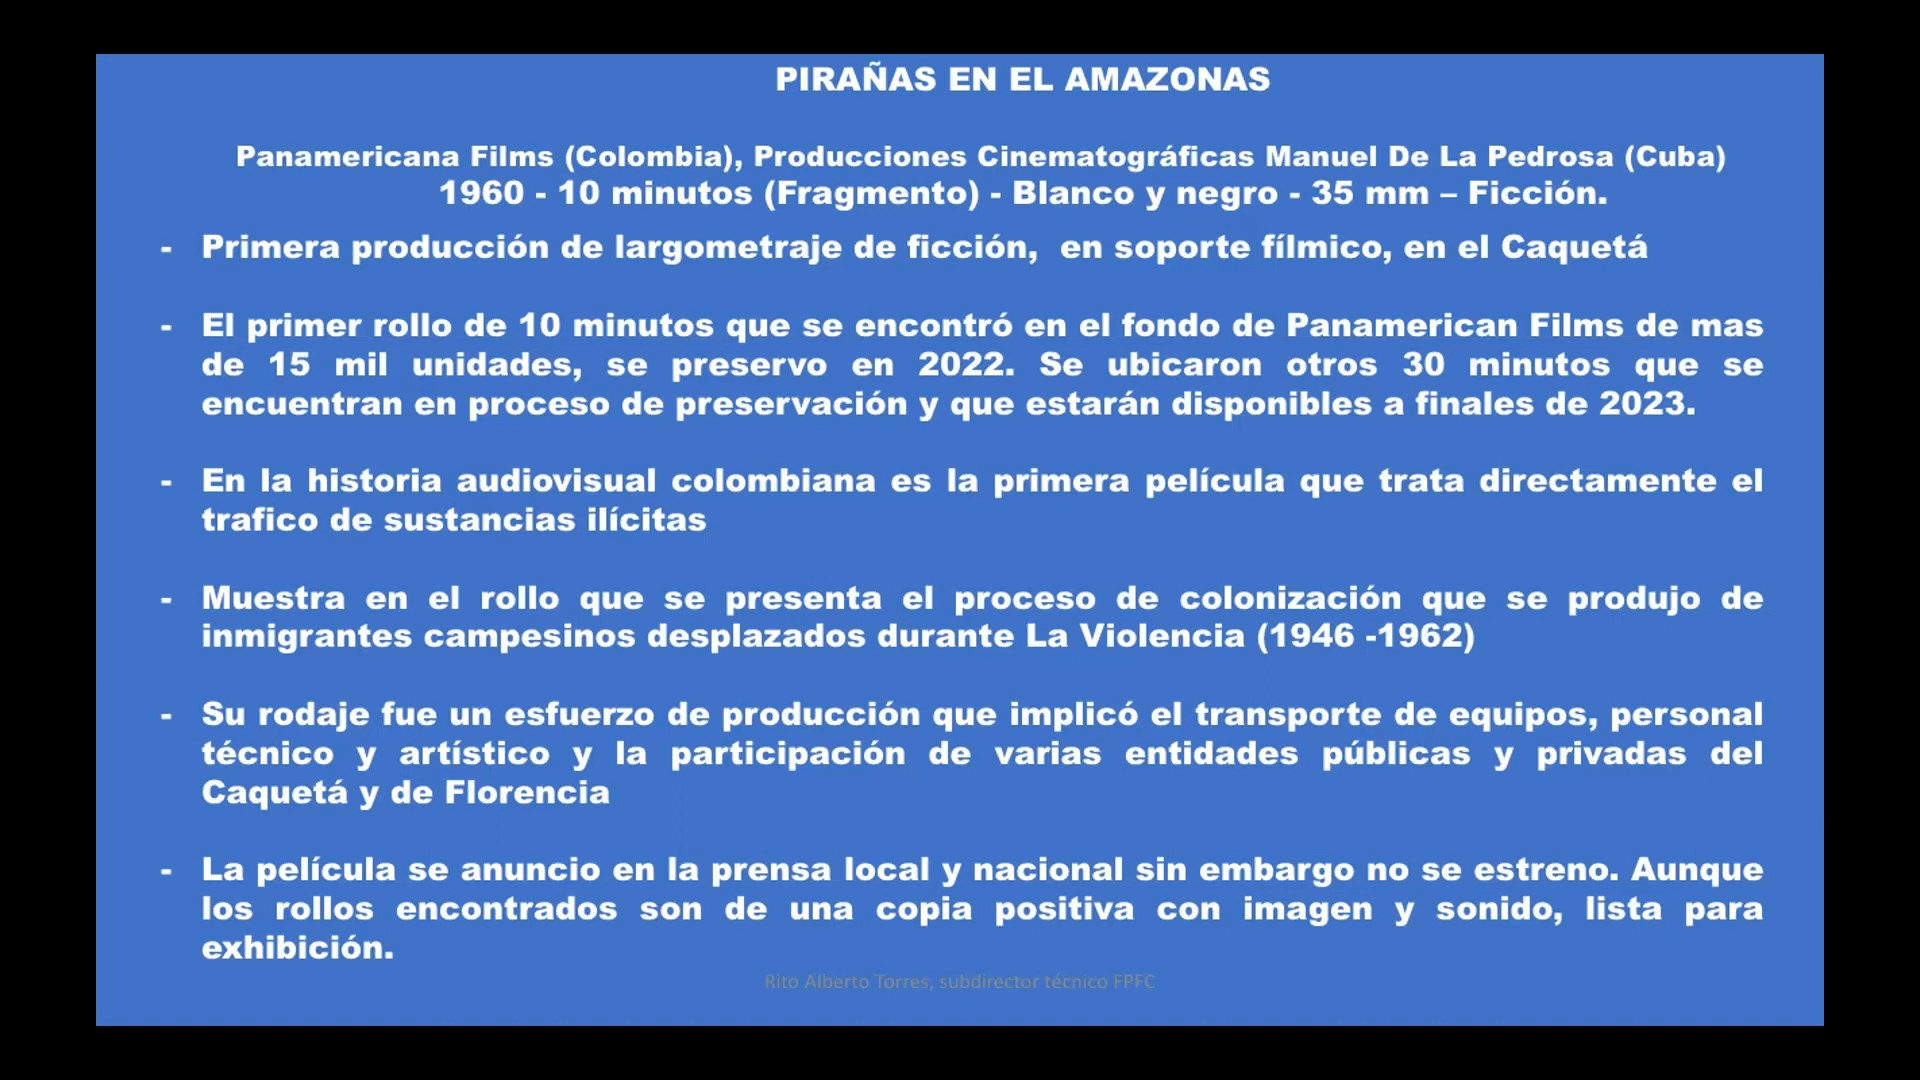 PIRAÑAS EN EL AMAZONAS
Panamericana Films (Colombia), Producciones Cinematográficas Manuel De La Pedrosa (Cuba)
1960 - 10 minutos (Fragmento) - Blanco y negro - 35 mm – Ficción.
- Primera producción de largometraje de ficción, en soporte fílmico, en el Caquetá
- El primer rollo de 10 minutos que se encontró en el fondo de Panamerican Films de mas
de 15 mil unidades, se preservo en 2022. Se ubicaron otros 30 minutos que se
encuentran en proceso de preservación y que estarán disponibles a finales de 2023.
- En la historia audiovisual colombiana es la primera película que trata directamente el
trafico de sustancias ilícitas
- Muestra en el rollo que se presenta el proceso de colonización que se produjo de
inmigrantes campesinos desplazados durante La Violencia (1946 -1962)
- Su rodaje fue un esfuerzo de producción que implicó el transporte de equipos, personal
técnico y artístico y la participación de varias entidades públicas y privadas del
Caquetá y de Florencia
- La película se anuncio en la prensa local y nacional sin embargo no se estreno. Aunque
los rollos encontrados son de una copia positiva con imagen y sonido, lista para
exhibición.
Rito Alberto Torres, subdirector técnico FPFC